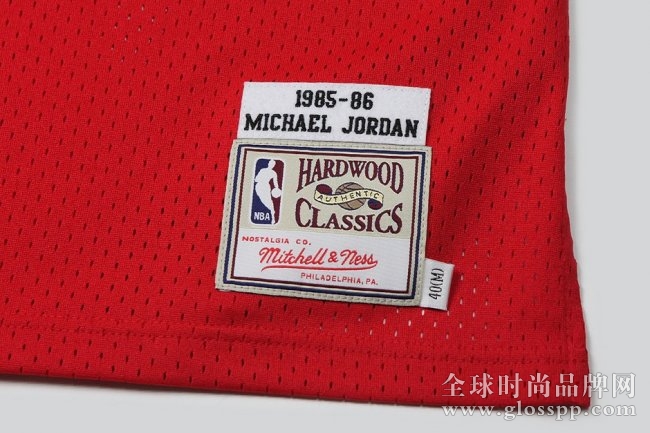 1985-86
MICHAEL JORDAN
NBA
HARDWOOD
AUTHENTIC
CLASSICS
NOSTALGIA CO.
Mitchell & Ness
PHILADELPHIA, PA.
40(M)
全球时尚品牌网
www.glosspp.com